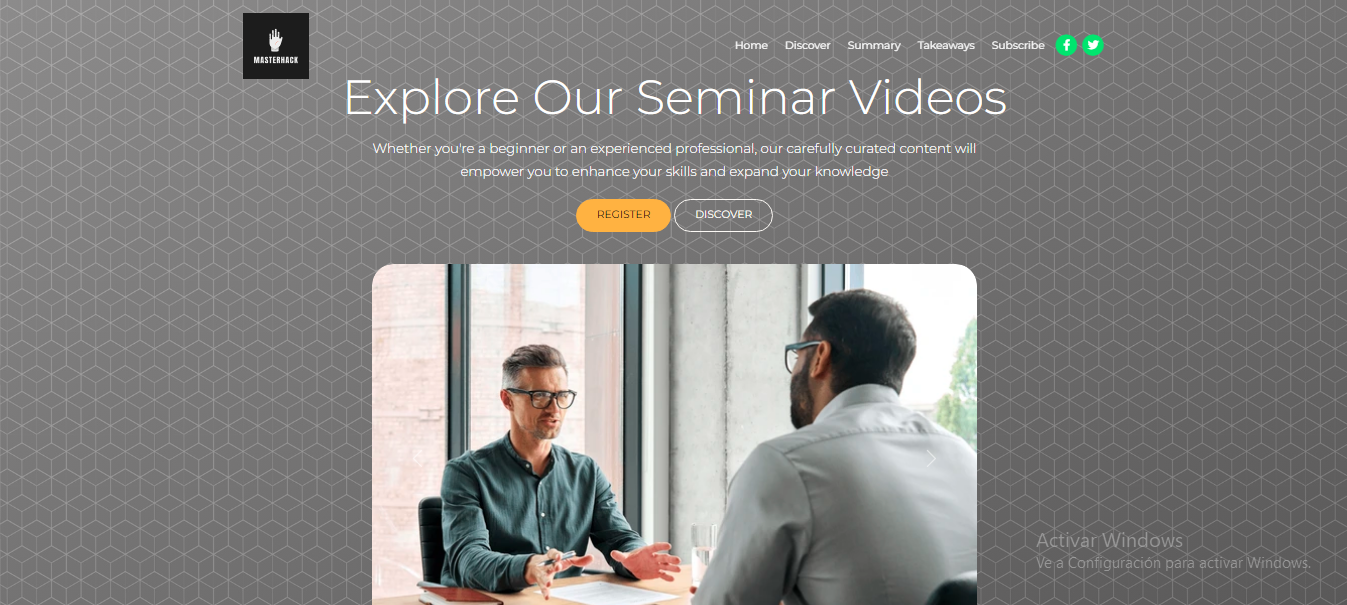 MASTERHACK
Home Discover Summary Takeaways Subscribe
Explore Our Seminar Videos
Whether you're a beginner or an experienced professional, our carefully curated content will
empower you to enhance your skills and expand your knowledge
REGISTER DISCOVER
Activar Windows
Ve a Configuración para activar Windows.